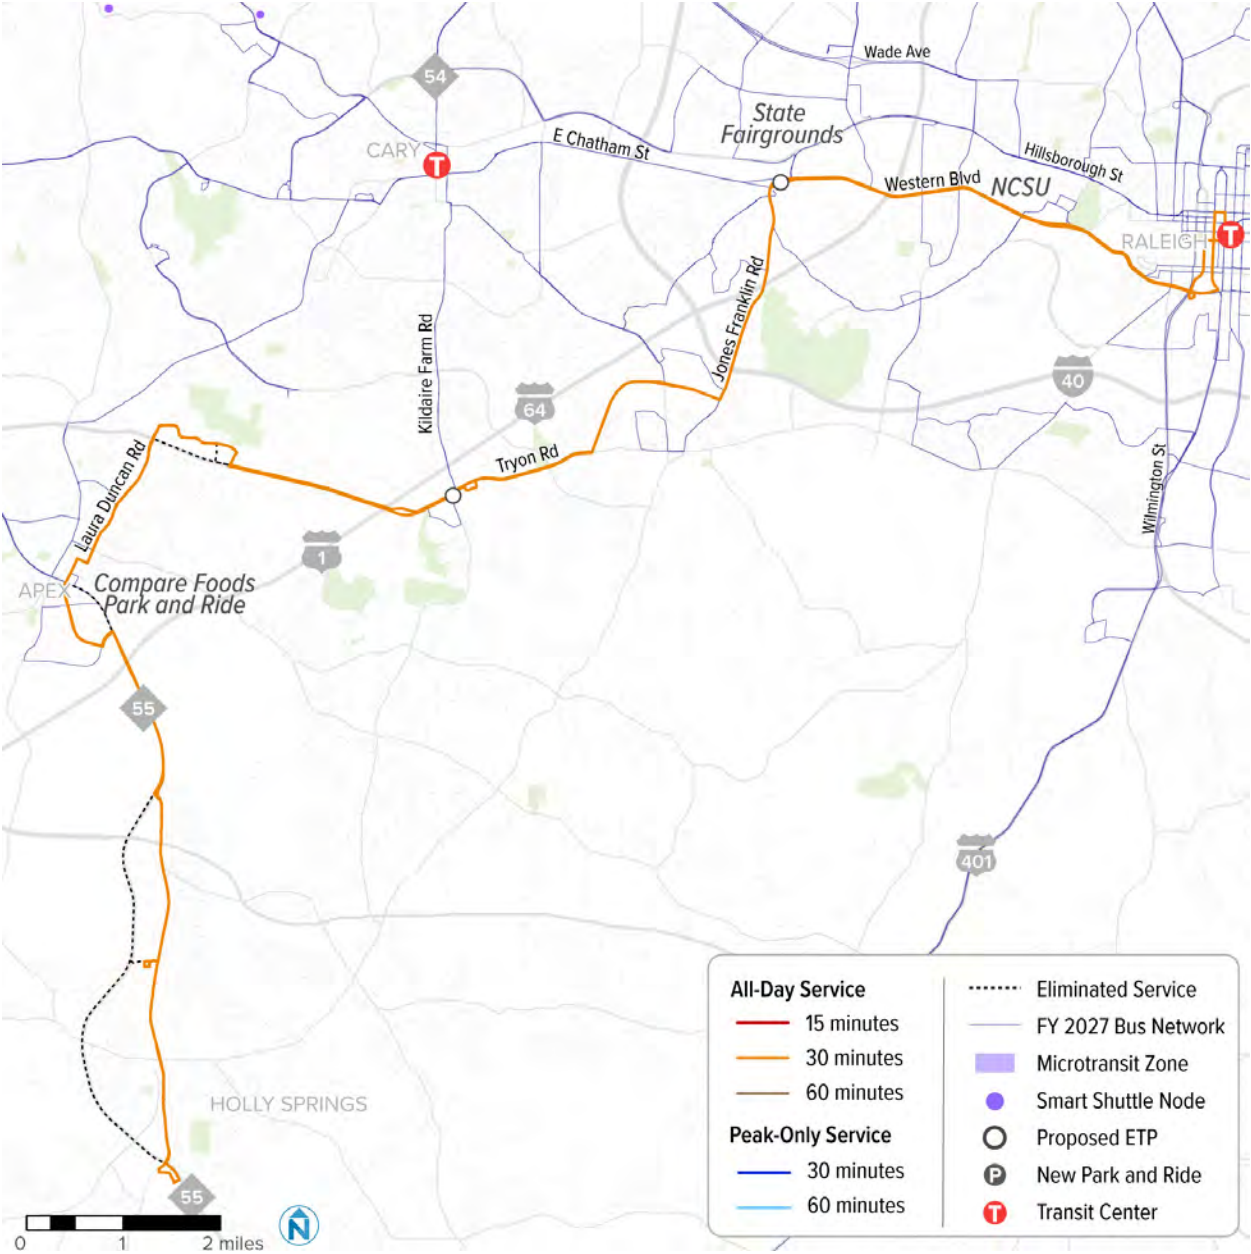 Wade Ave
54
State
Fairgrounds
E Chatham St
CARY
T
Hillsborough St
Western Blvd
NCSU
RALEIGH
T
Jones Franklin Rd
Kildaire Farm Rd
64
40
Laura Duncan Rd
Tryon Rd
Wilmington St
1
APEX
Compare Foods
Park and Ride
55
401
HOLLY SPRINGS
55
N
0 1 2 miles
All-Day Service
15 minutes
30 minutes
60 minutes
Peak-Only Service
30 minutes
60 minutes
Eliminated Service
FY 2027 Bus Network
Microtransit Zone
Smart Shuttle Node
Proposed ETP
P New Park and Ride
T Transit Center